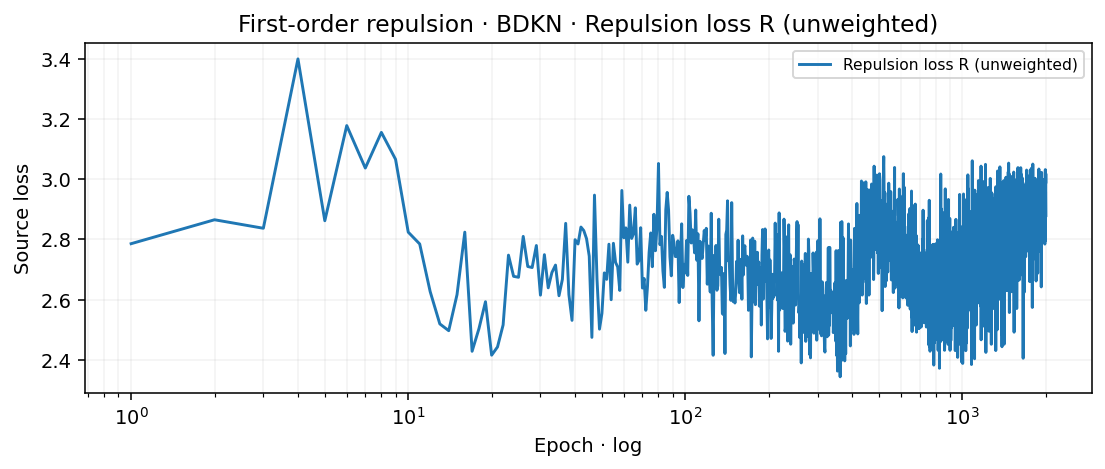 First-order repulsion · BDKN · Repulsion loss R (unweighted)
Repulsion loss R (unweighted)
Source loss
3.4
3.2
3.0
2.8
2.6
2.4
10⁰ 10¹ 10² 10³
Epoch · log